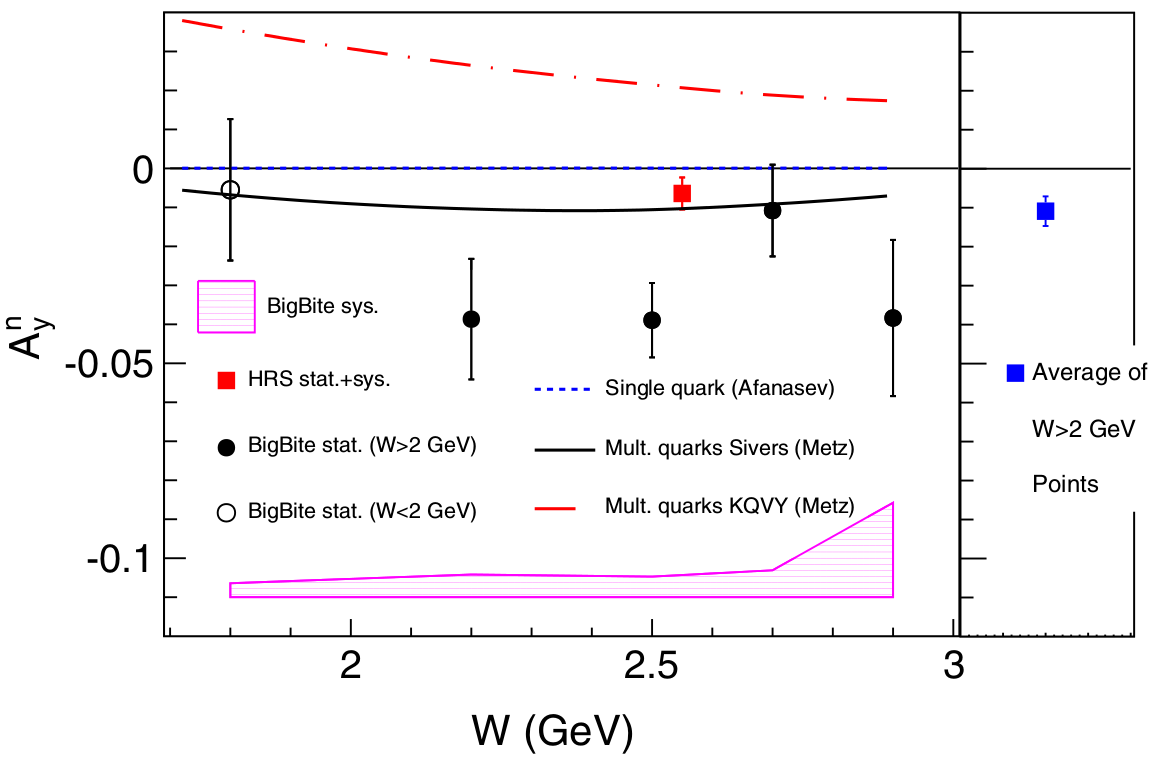 0
-0.05
-0.1
A^n_y
BigBite sys.
HRS stat.+sys.
BigBite stat. (W>2 GeV)
BigBite stat. (W<2 GeV)
Single quark (Afanasev)
Mult. quarks Sivers (Metz)
Mult. quarks KQVY (Metz)
Average of
W>2 GeV
Points
2
2.5
3
W (GeV)